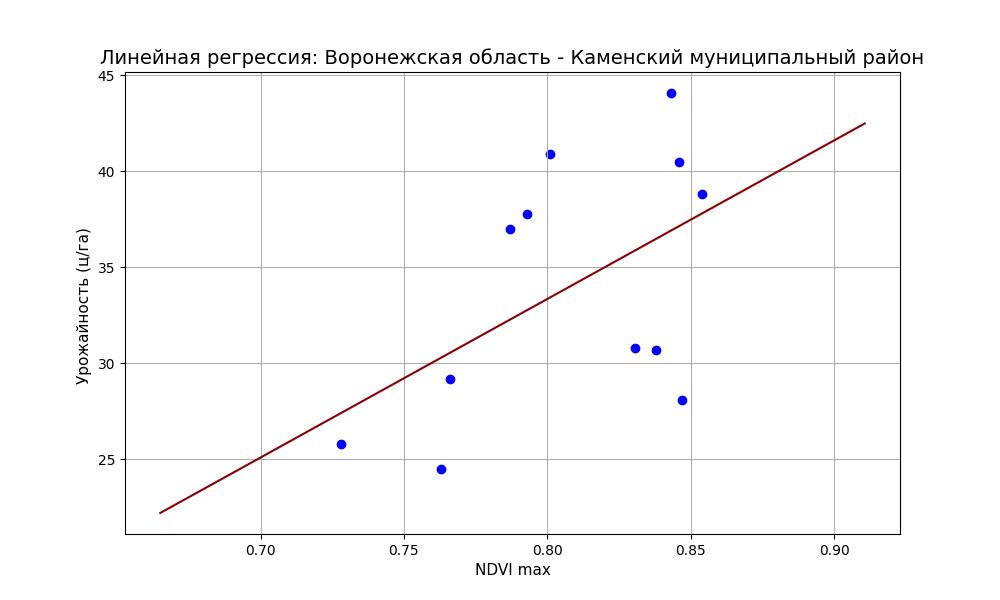 Линейная регрессия: Воронежская область - Каменский муниципальный район
45
40
35
30
25
Урожайность (ц/га)
0.70 0.75 0.80 0.85 0.90
NDVI max